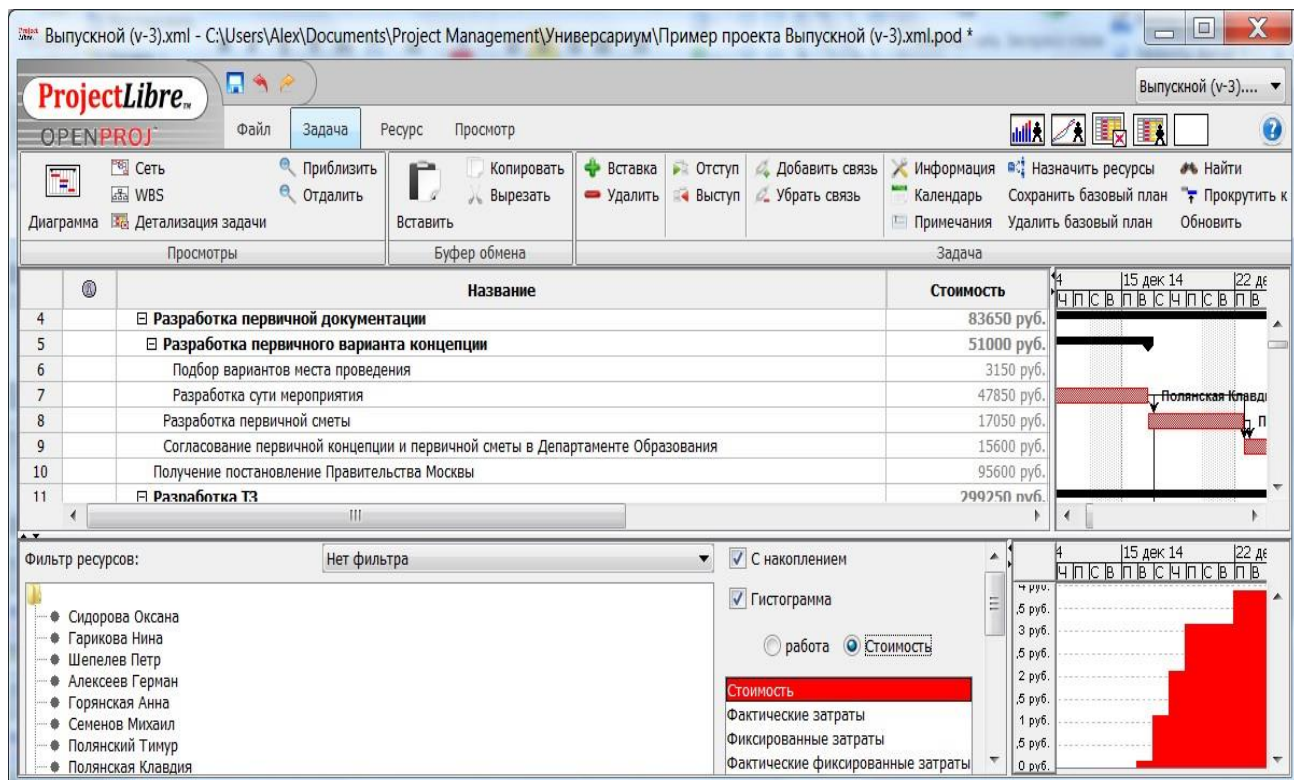 Выпускной (v-3).xml - C:\Users\Alex\Documents\Project Management\Универсариум\Пример проекта Выпускной (v-3).xml.pod *
ProjectLibre™
Выпускной (v-3)....
OPENPROJ
Файл Задача Ресурс Просмотр
Сеть Приблизить Копировать Вставка Отступ Добавить связь Информация Назначить ресурсы Найти
WBS Отдалить Вырезать Удалить Выступ Убрать связь Календарь Сохранить базовый план Прокрутить к
Диаграмма Детализация задачи Вставить Примечания Удалить базовый план Обновить
Просмотры Буфер обмена Задача
Название Стоимость 4 15 дек 14 22 де
Ч П С В П В С Ч П С В П В
4 Разработка первичной документации 83650 руб.
5 Разработка первичного варианта концепции 51000 руб.
6 Подбор вариантов места проведения 3150 руб.
7 Разработка сути мероприятия 47850 руб. Полянская Клавди
8 Разработка первичной сметы 17050 руб. П
9 Согласование первичной концепции и первичной сметы в Департаменте Образования 15600 руб.
10 Получение постановление Правительства Москвы 95600 руб.
11 Разработка ТЗ 299250 руб.
Фильтр ресурсов: Нет фильтра С накоплением 4 15 дек 14 22 де
Ч П С В П В С Ч П С В П В
Гистограмма
работа Стоимость
Сидорова Оксана
Гарикова Нина
Шепелев Петр
Алексеев Герман
Горянская Анна
Семенов Михаил
Полянский Тимур
Полянская Клавдия
Стоимость
Фактические затраты
Фиксированные затраты
Фактические фиксированные затраты
4 руб.
,5 руб.
3 руб.
,5 руб.
2 руб.
,5 руб.
1 руб.
,5 руб.
0 руб.